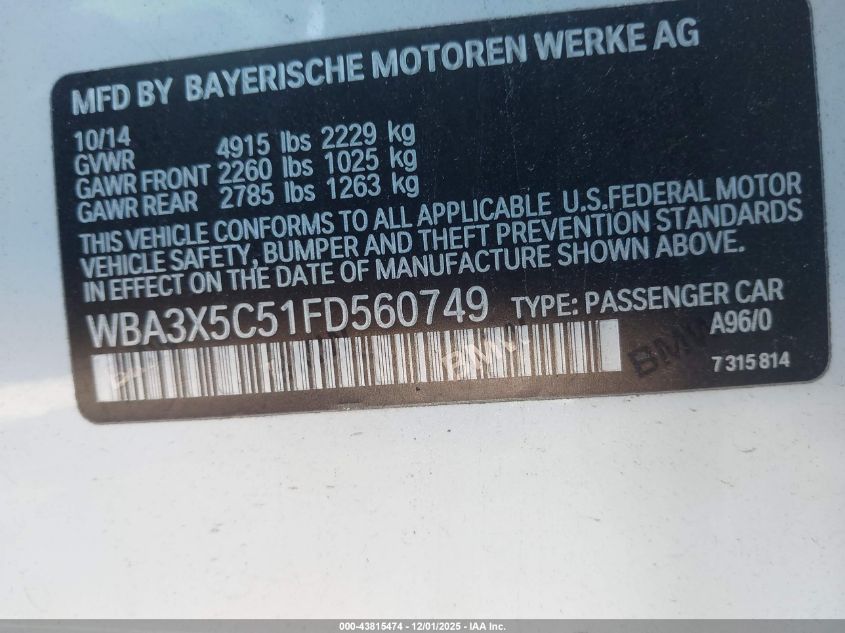 MFD BY BAYERISCHE MOTOREN WERKE AG
10/14
GVWR 4915 lbs 2229 kg
GAWR FRONT 2260 lbs 1025 kg
GAWR REAR 2785 lbs 1263 kg
THIS VEHICLE CONFORMS TO ALL APPLICABLE U.S.FEDERAL MOTOR
VEHICLE SAFETY, BUMPER AND THEFT PREVENTION STANDARDS
IN EFFECT ON THE DATE OF MANUFACTURE SHOWN ABOVE.
WBA3X5C51FD560749 TYPE: PASSENGER CAR
A96/0
BMW BMW
7 315 814
000-43815474 - 12/01/2025 - IAA Inc.